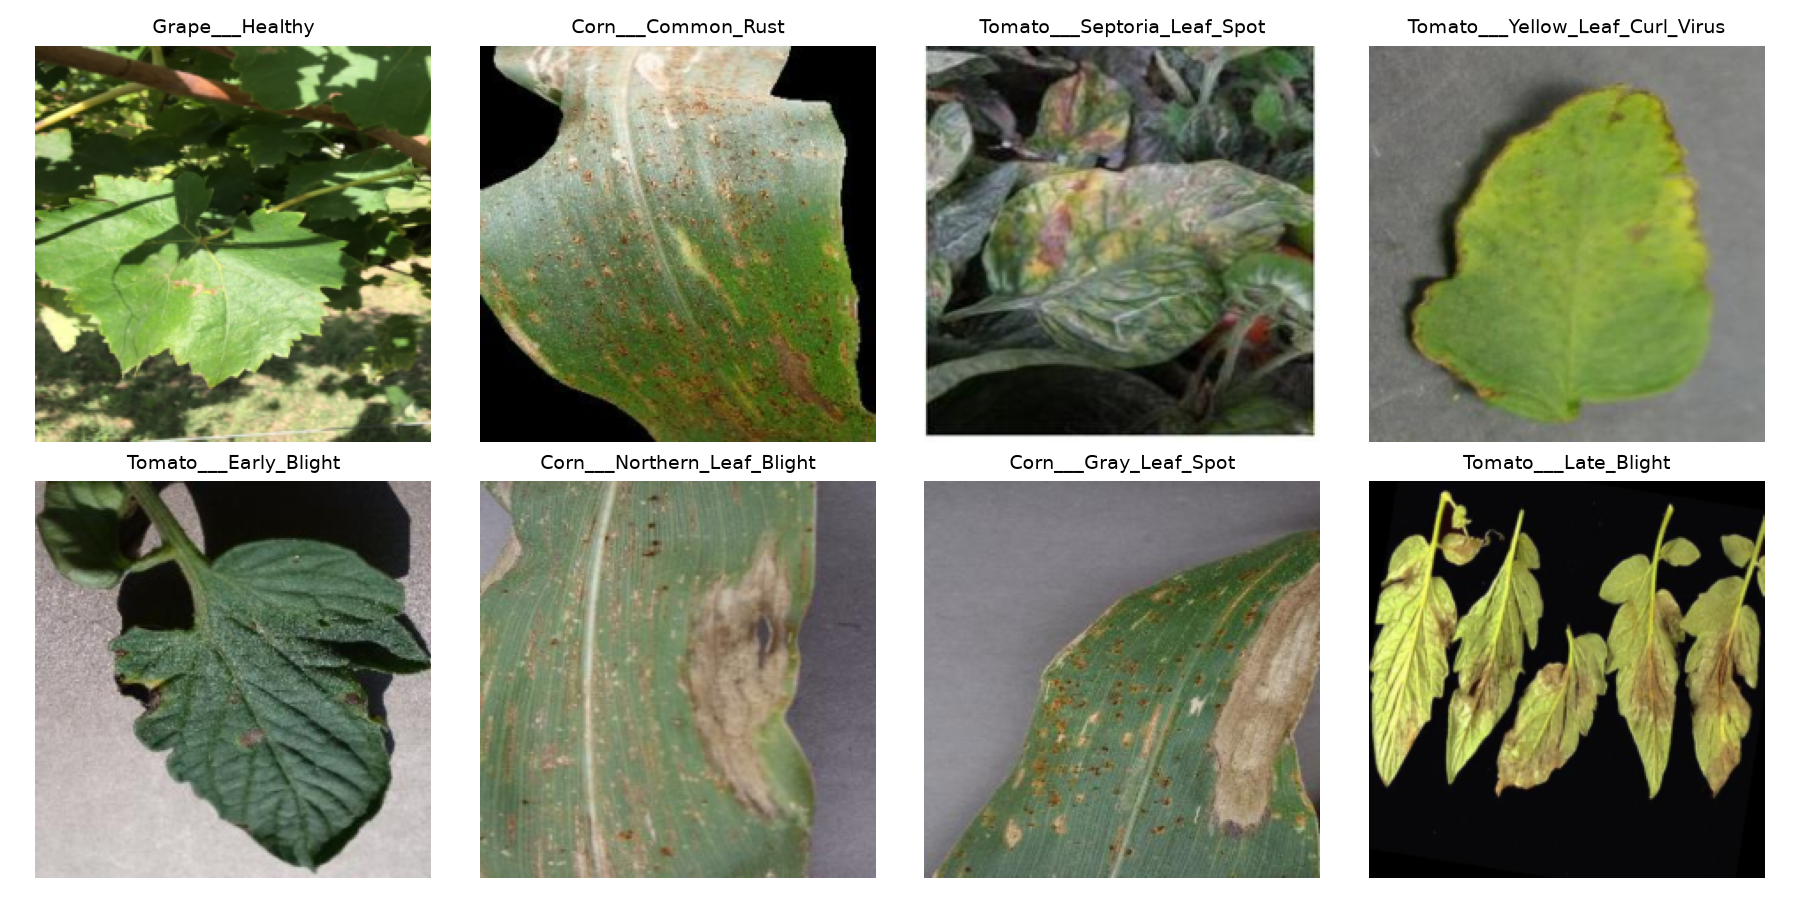 Grape___Healthy
Corn___Common_Rust
Tomato___Septoria_Leaf_Spot
Tomato___Yellow_Leaf_Curl_Virus
Tomato___Early_Blight
Corn___Northern_Leaf_Blight
Corn___Gray_Leaf_Spot
Tomato___Late_Blight